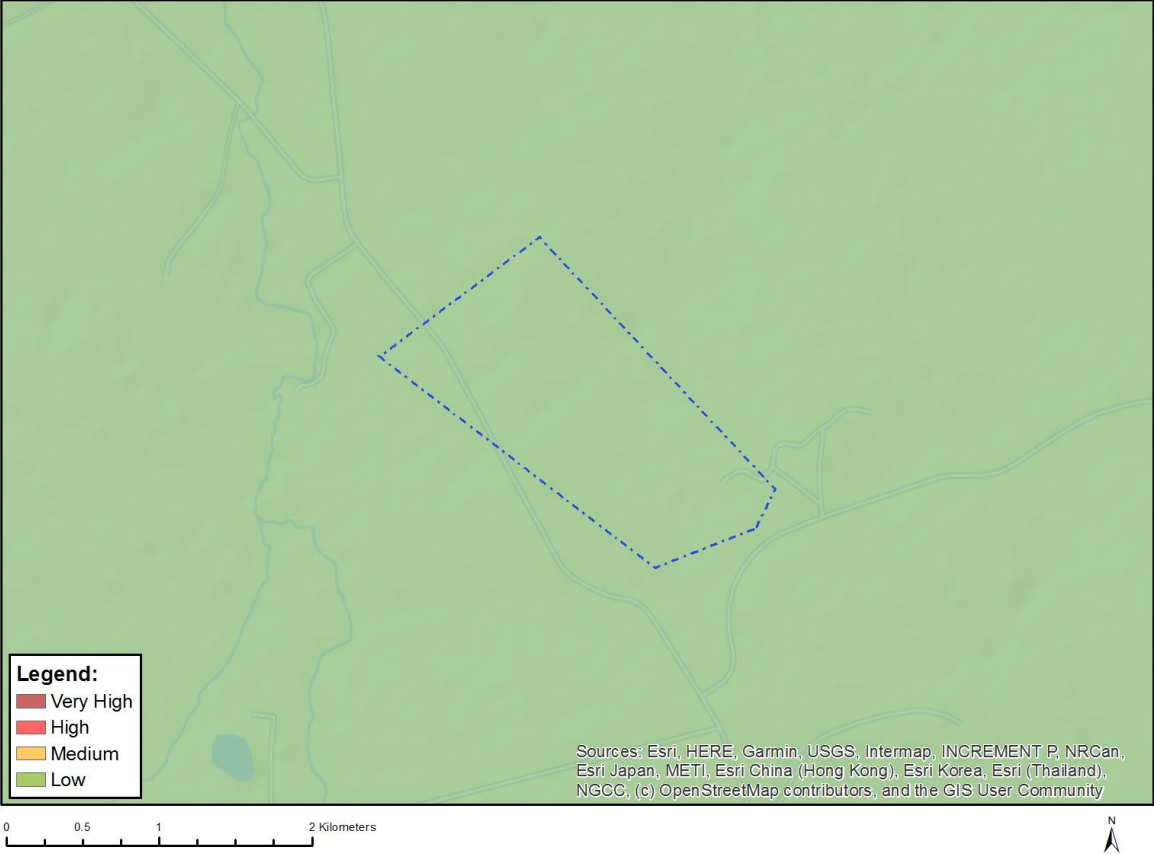 Legend:
Very High
High
Medium
Low
Sources: Esri, HERE, Garmin, USGS, Intermap, INCREMENT P, NRCan,
Esri Japan, METI, Esri China (Hong Kong), Esri Korea, Esri (Thailand),
NGCC, (c) OpenStreetMap contributors, and the GIS User Community
0 0.5 1 2 Kilometers
N